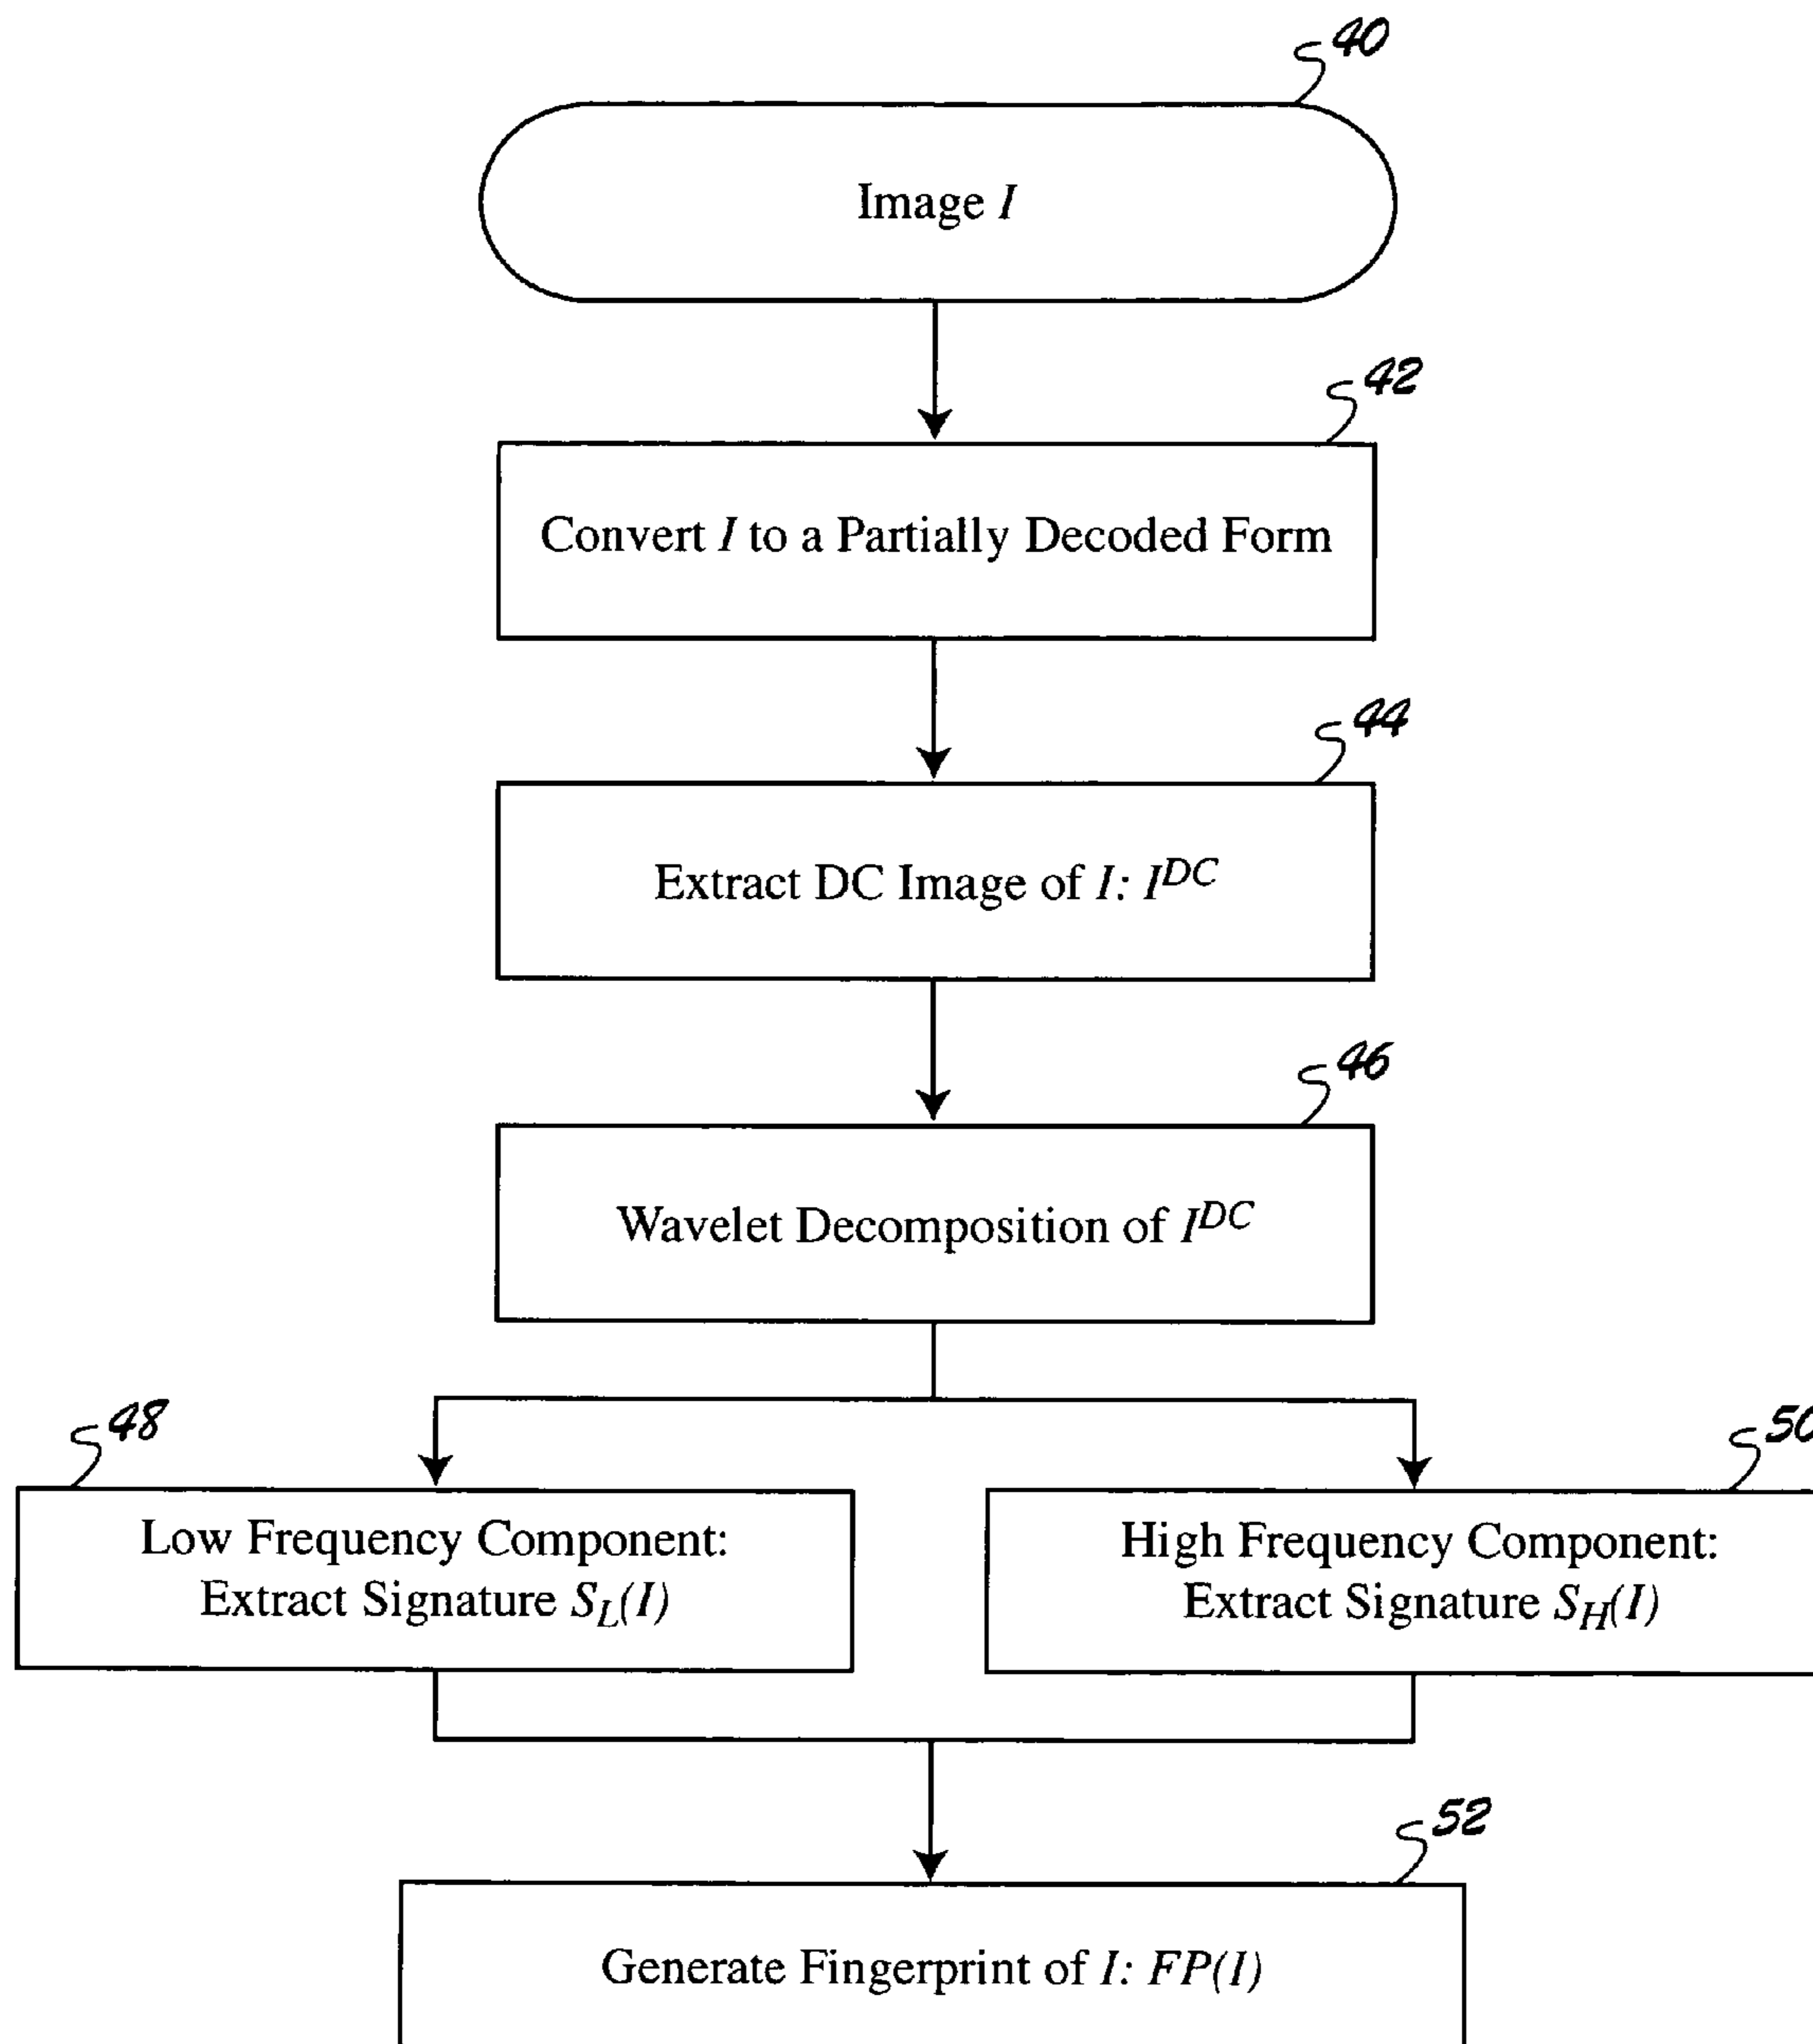 40
Image I
42
Convert I to a Partially Decoded Form
44
Extract DC Image of I: I^DC
46
Wavelet Decomposition of I^DC
48
50
Low Frequency Component:
Extract Signature S_L(I)
High Frequency Component:
Extract Signature S_H(I)
52
Generate Fingerprint of I: FP(I)